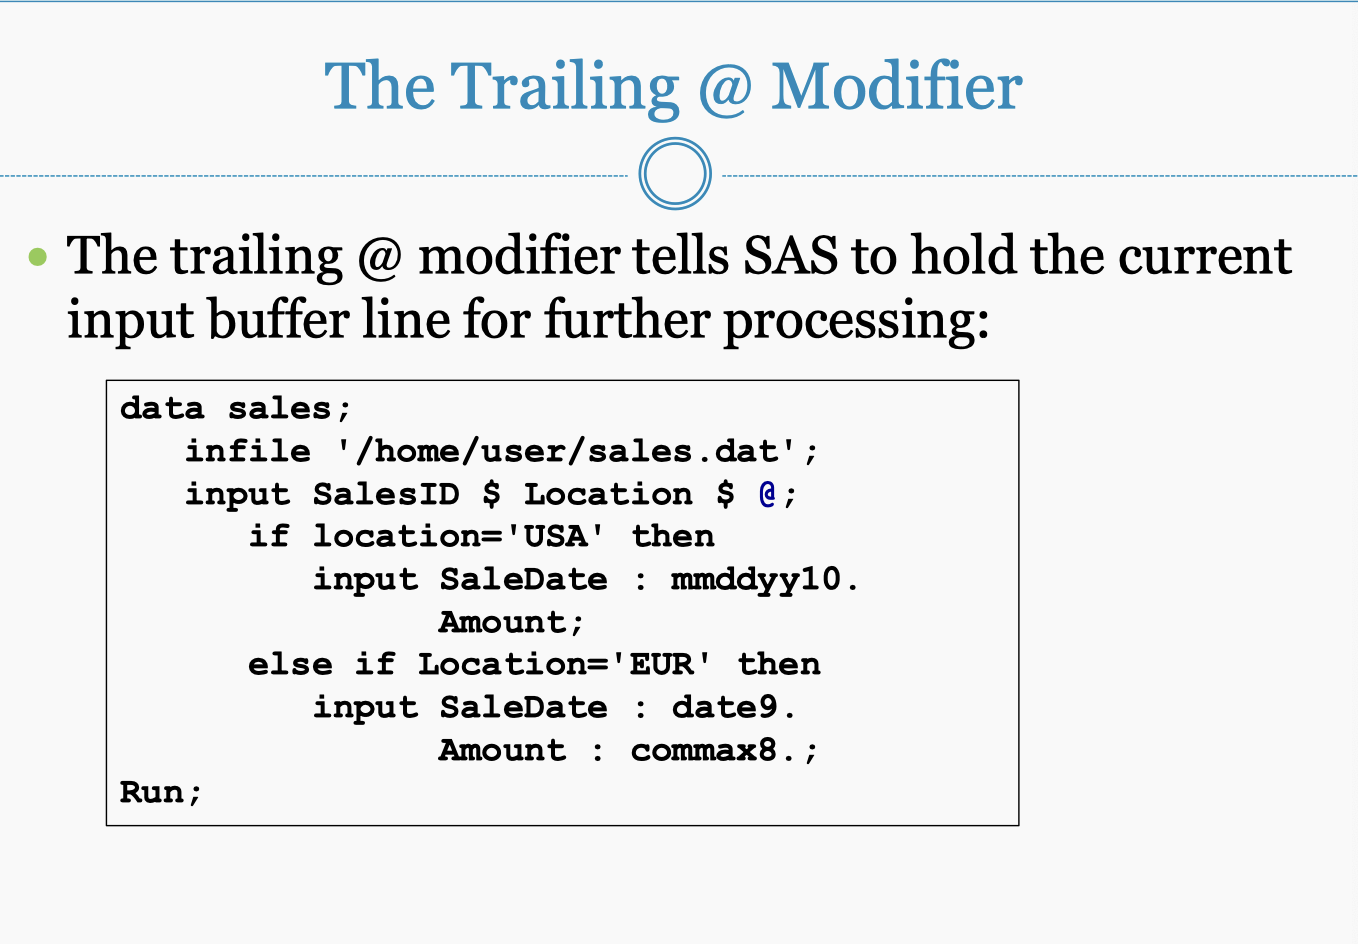 The Trailing @ Modifier
• The trailing @ modifier tells SAS to hold the current
input buffer line for further processing:
data sales;
   infile '/home/user/sales.dat';
   input SalesID $ Location $ @;
      if location='USA' then
         input SaleDate : mmddyy10.
               Amount;
      else if Location='EUR' then
         input SaleDate : date9.
               Amount : commax8.;
Run;